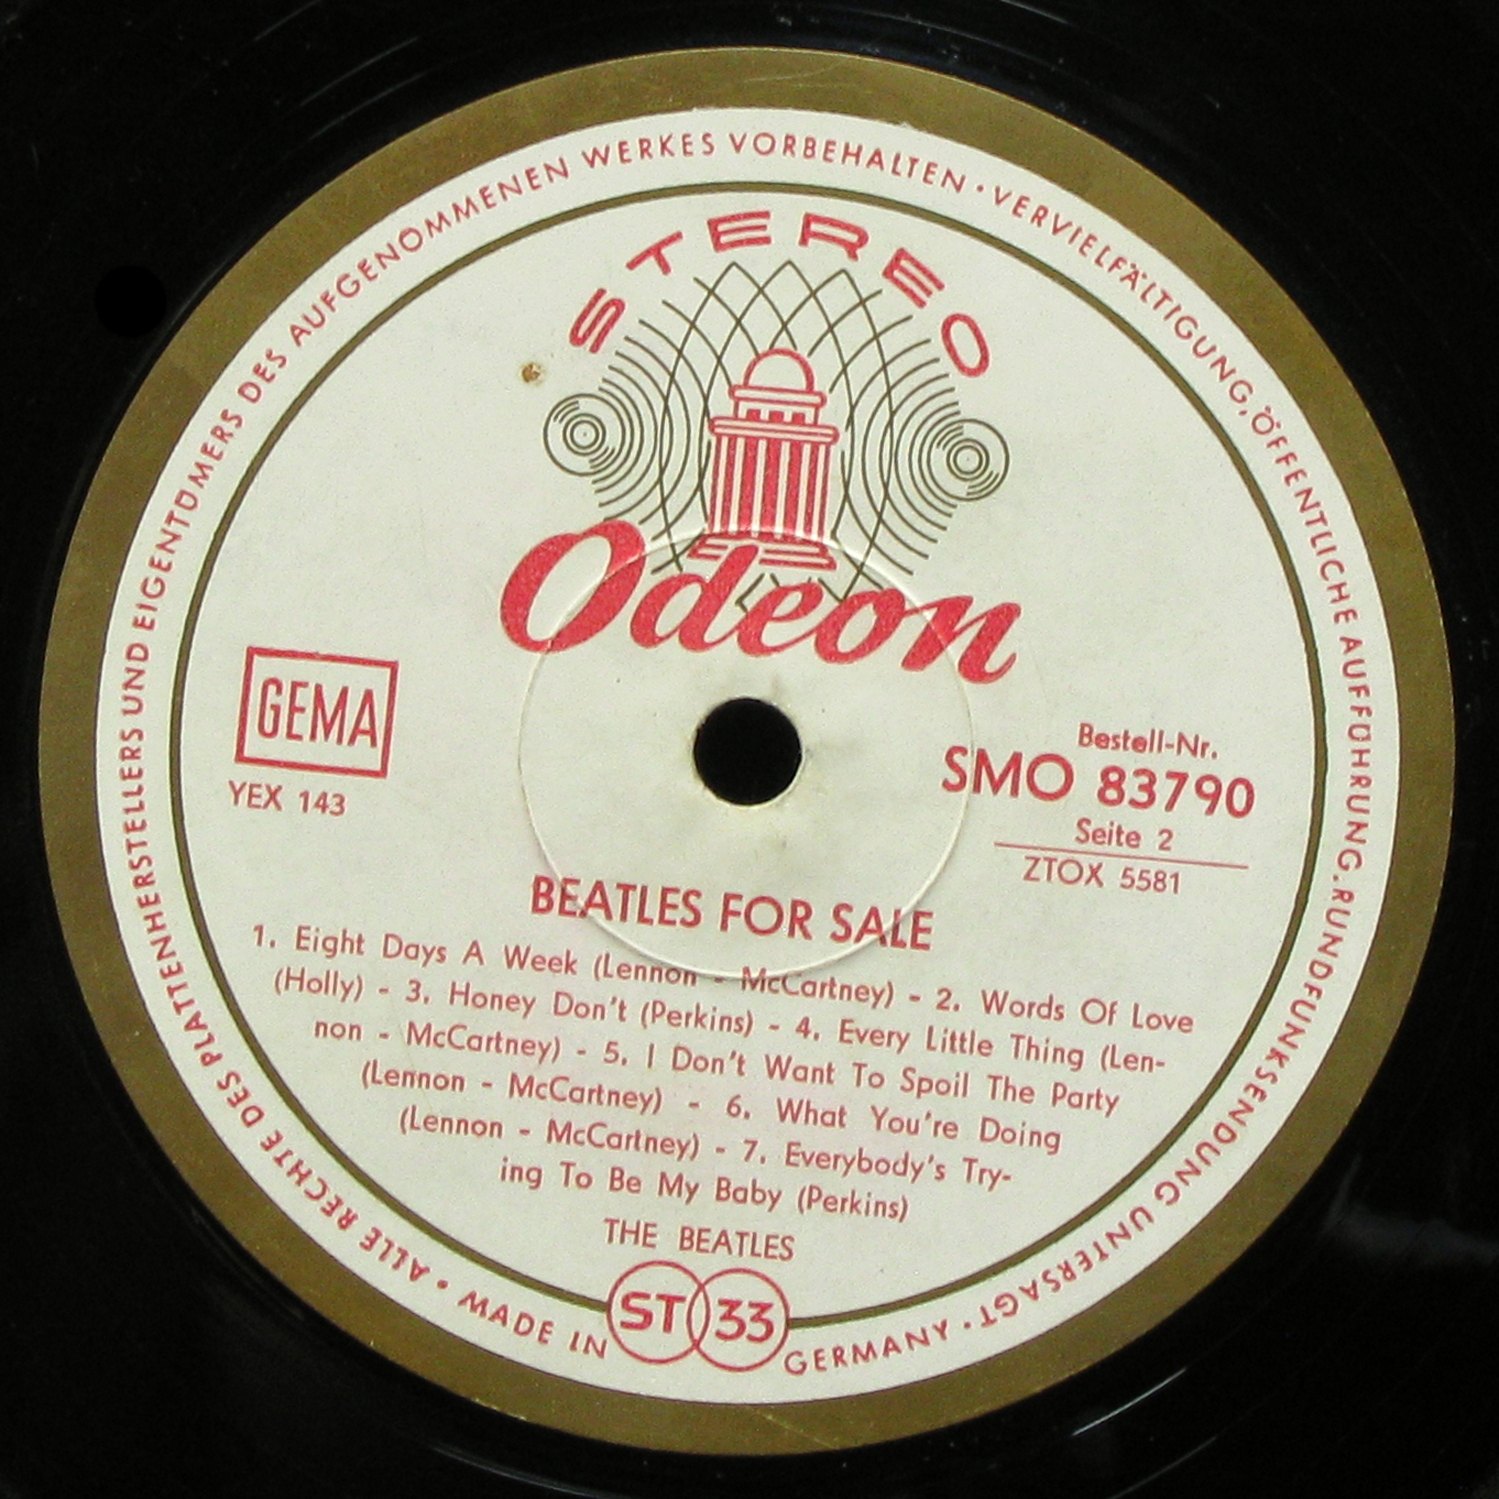 ALLE RECHTE DES PLATTENHERSTELLERS UND EIGENTÜMERS DES AUFGENOMMENEN WERKES VORBEHALTEN · VERVIELFÄLTIGUNG, ÖFFENTLICHE AUFFÜHRUNG. RUNDFUNKSENDUNG UNTERSAGT ·
STEREO
Odeon
GEMA
YEX 143
Bestell-Nr.
SMO 83790
Seite 2
ZTOX 5581
BEATLES FOR SALE
1. Eight Days A Week (Lennon - McCartney) - 2. Words Of Love
(Holly) - 3. Honey Don't (Perkins) - 4. Every Little Thing (Len-
non - McCartney) - 5. I Don't Want To Spoil The Party
(Lennon - McCartney) - 6. What You're Doing
(Lennon - McCartney) - 7. Everybody's Try-
ing To Be My Baby (Perkins)
THE BEATLES
ST 33
· MADE IN GERMANY